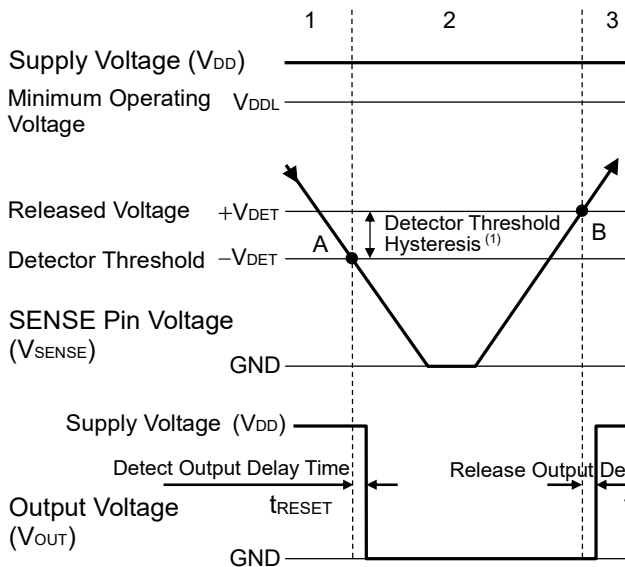 1 2 3
Supply Voltage (VDD)
Minimum Operating Voltage VDDL
Released Voltage +VDET
Detector Threshold Hysteresis (1)
A B
Detector Threshold −VDET
SENSE Pin Voltage (VSENSE)
GND
Supply Voltage (VDD)
Detect Output Delay Time
Release Output De
tRESET
Output Voltage (VOUT)
GND